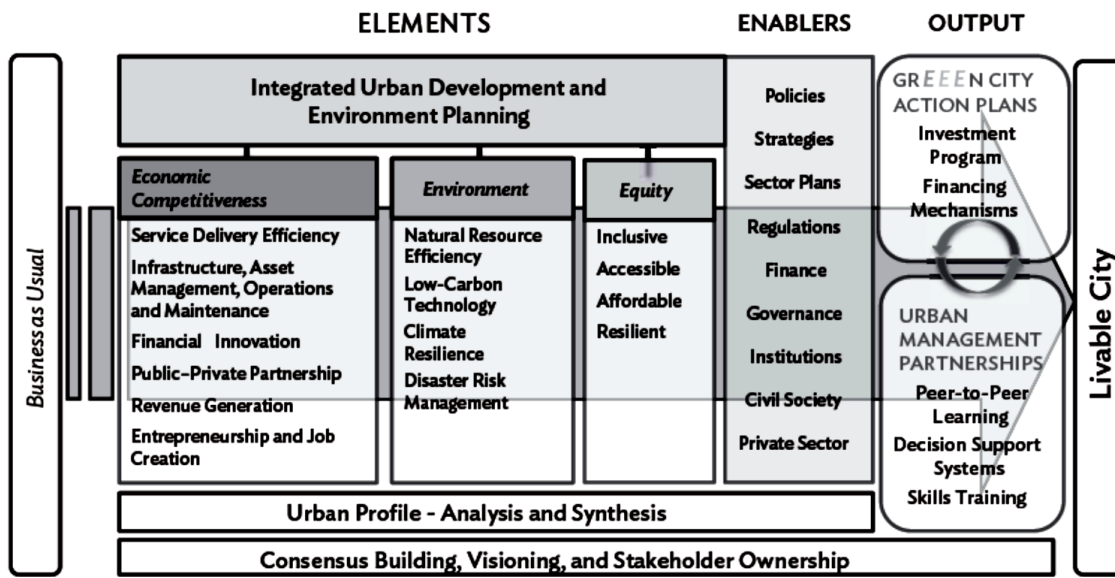 ELEMENTS
ENABLERS
OUTPUT
Business as Usual
Integrated Urban Development and
Environment Planning
Economic
Competitiveness
Service Delivery Efficiency
Infrastructure, Asset
Management, Operations
and Maintenance
Financial Innovation
Public–Private Partnership
Revenue Generation
Entrepreneurship and Job
Creation
Environment
Natural Resource
Efficiency
Low-Carbon
Technology
Climate
Resilience
Disaster Risk
Management
Equity
Inclusive
Accessible
Affordable
Resilient
Policies
Strategies
Sector Plans
Regulations
Finance
Governance
Institutions
Civil Society
Private Sector
GREEEN CITY
ACTION PLANS
Investment
Program
Financing
Mechanisms
URBAN
MANAGEMENT
PARTNERSHIPS
Peer-to-Peer
Learning
Decision Support
Systems
Skills Training
Livable City
Urban Profile - Analysis and Synthesis
Consensus Building, Visioning, and Stakeholder Ownership